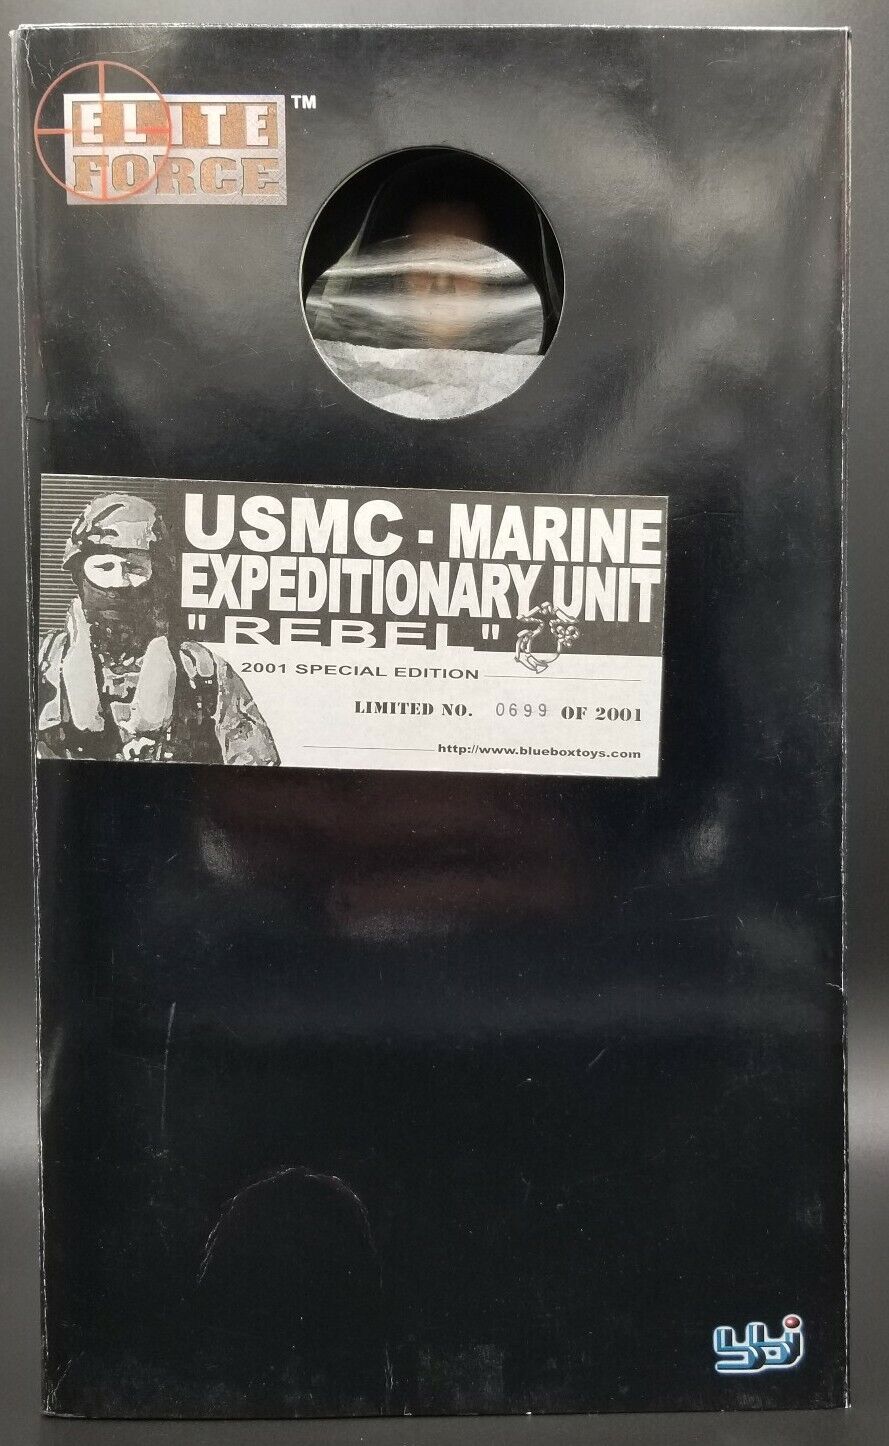 ELITE
FORCE
™
USMC - MARINE
EXPEDITIONARY UNIT
"REBEL"
2001 SPECIAL EDITION
LIMITED NO. 0699 OF 2001
http://www.blueboxtoys.com
bbi